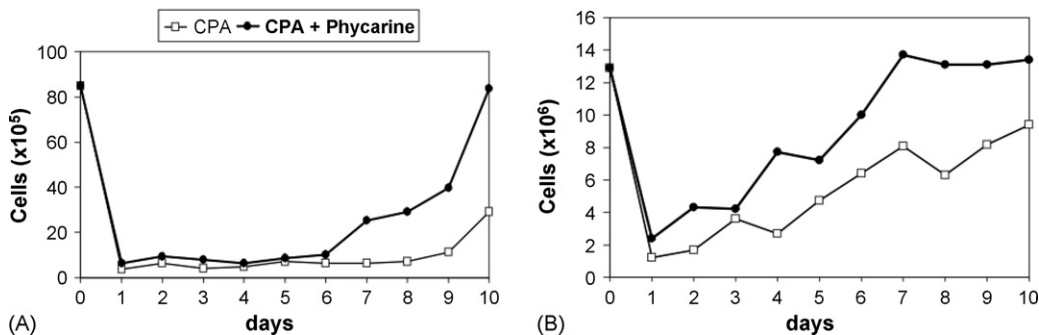 CPA CPA + Phycarine
100
80
60
40
20
0
Cells (x10⁵)
0 1 2 3 4 5 6 7 8 9 10
days
(A)
16
14
12
10
8
6
4
2
0
Cells (x10⁶)
0 1 2 3 4 5 6 7 8 9 10
days
(B)